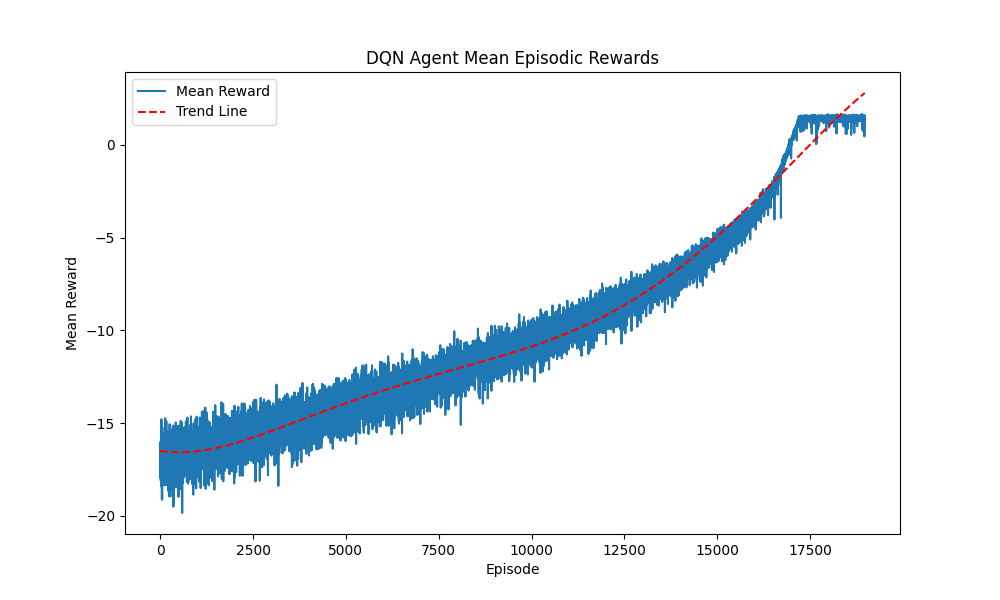 DQN Agent Mean Episodic Rewards
Mean Reward
Trend Line
0
−5
−10
−15
−20
Mean Reward
0
2500
5000
7500
10000
12500
15000
17500
Episode